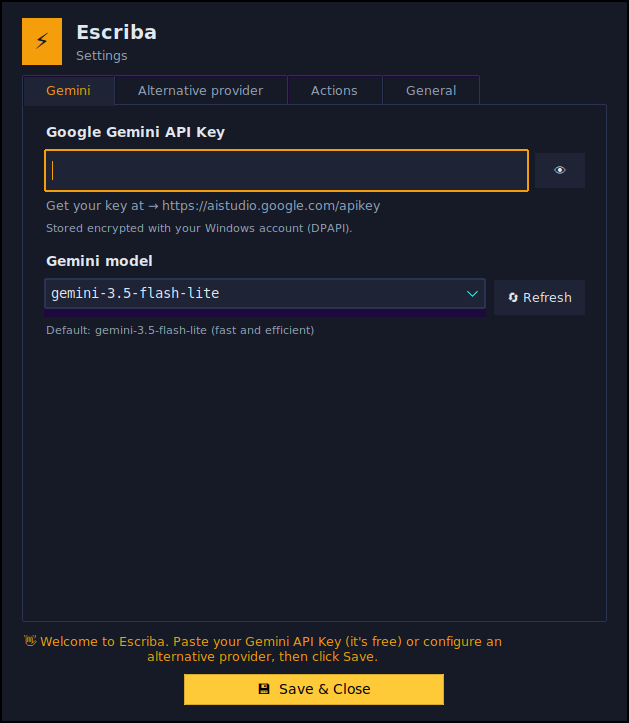 Escriba
Settings
Gemini
Alternative provider
Actions
General
Google Gemini API Key
Get your key at → https://aistudio.google.com/apikey
Stored encrypted with your Windows account (DPAPI).
Gemini model
gemini-3.5-flash-lite
Refresh
Default: gemini-3.5-flash-lite (fast and efficient)
Welcome to Escriba. Paste your Gemini API Key (it's free) or configure an
alternative provider, then click Save.
Save & Close